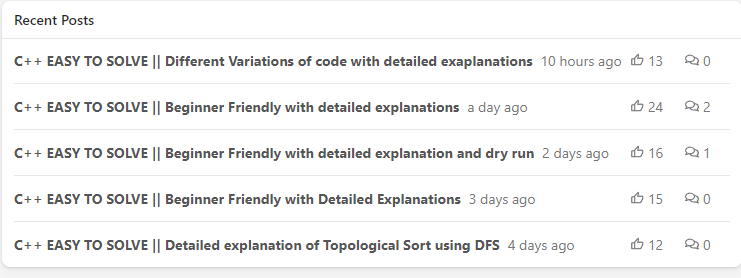 Recent Posts
C++ EASY TO SOLVE || Different Variations of code with detailed exaplanations 10 hours ago 13 0
C++ EASY TO SOLVE || Beginner Friendly with detailed explanations a day ago 24 2
C++ EASY TO SOLVE || Beginner Friendly with detailed explanation and dry run 2 days ago 16 1
C++ EASY TO SOLVE || Beginner Friendly with Detailed Explanations 3 days ago 15 0
C++ EASY TO SOLVE || Detailed explanation of Topological Sort using DFS 4 days ago 12 0